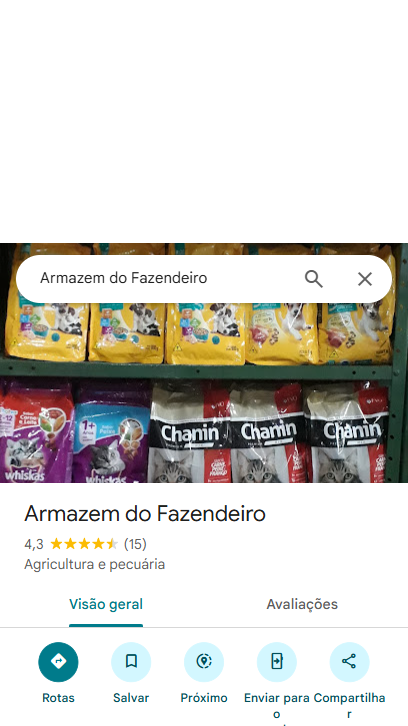 Armazem do Fazendeiro
1+
whiskas
whiskas
Chanin
Chanin
Chanin
Armazem do Fazendeiro
4,3 (15)
Agricultura e pecuária
Visão geral Avaliações
Rotas Salvar Próximo Enviar para o Compartilhar